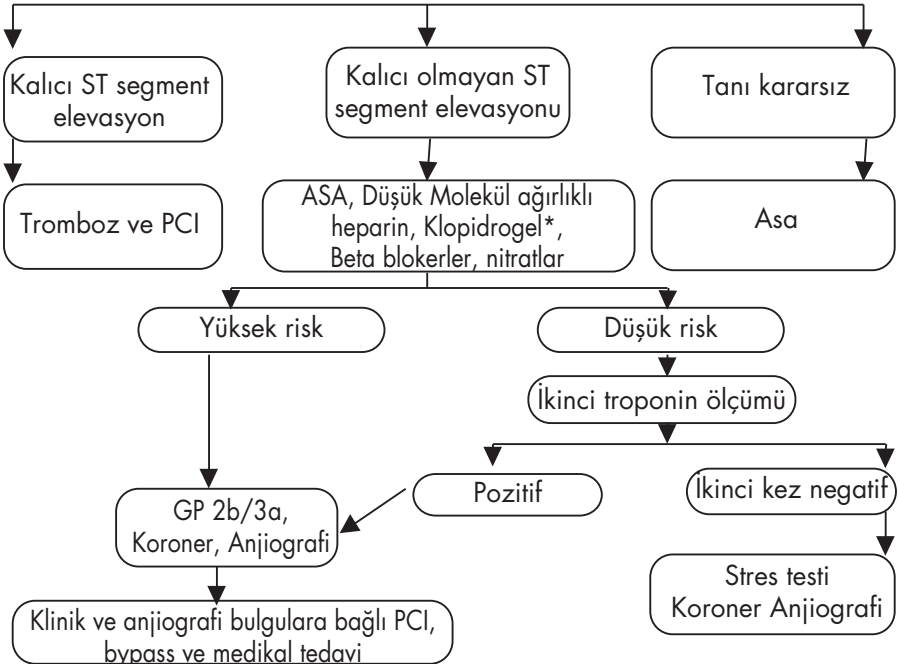 Kalıcı ST segment
elevasyon
Kalıcı olmayan ST
segment elevasyonu
Tanı kararsız
Tromboz ve PCI
ASA, Düşük Molekül ağırlıklı
heparin, Klopidrogel*,
Beta blokerler, nitratlar
Asa
Yüksek risk
Düşük risk
İkinci troponin ölçümü
Pozitif
İkinci kez negatif
GP 2b/3a,
Koroner, Anjiografi
Stres testi
Koroner Anjiografi
Klinik ve anjiografi bulgulara bağlı PCI,
bypass ve medikal tedavi